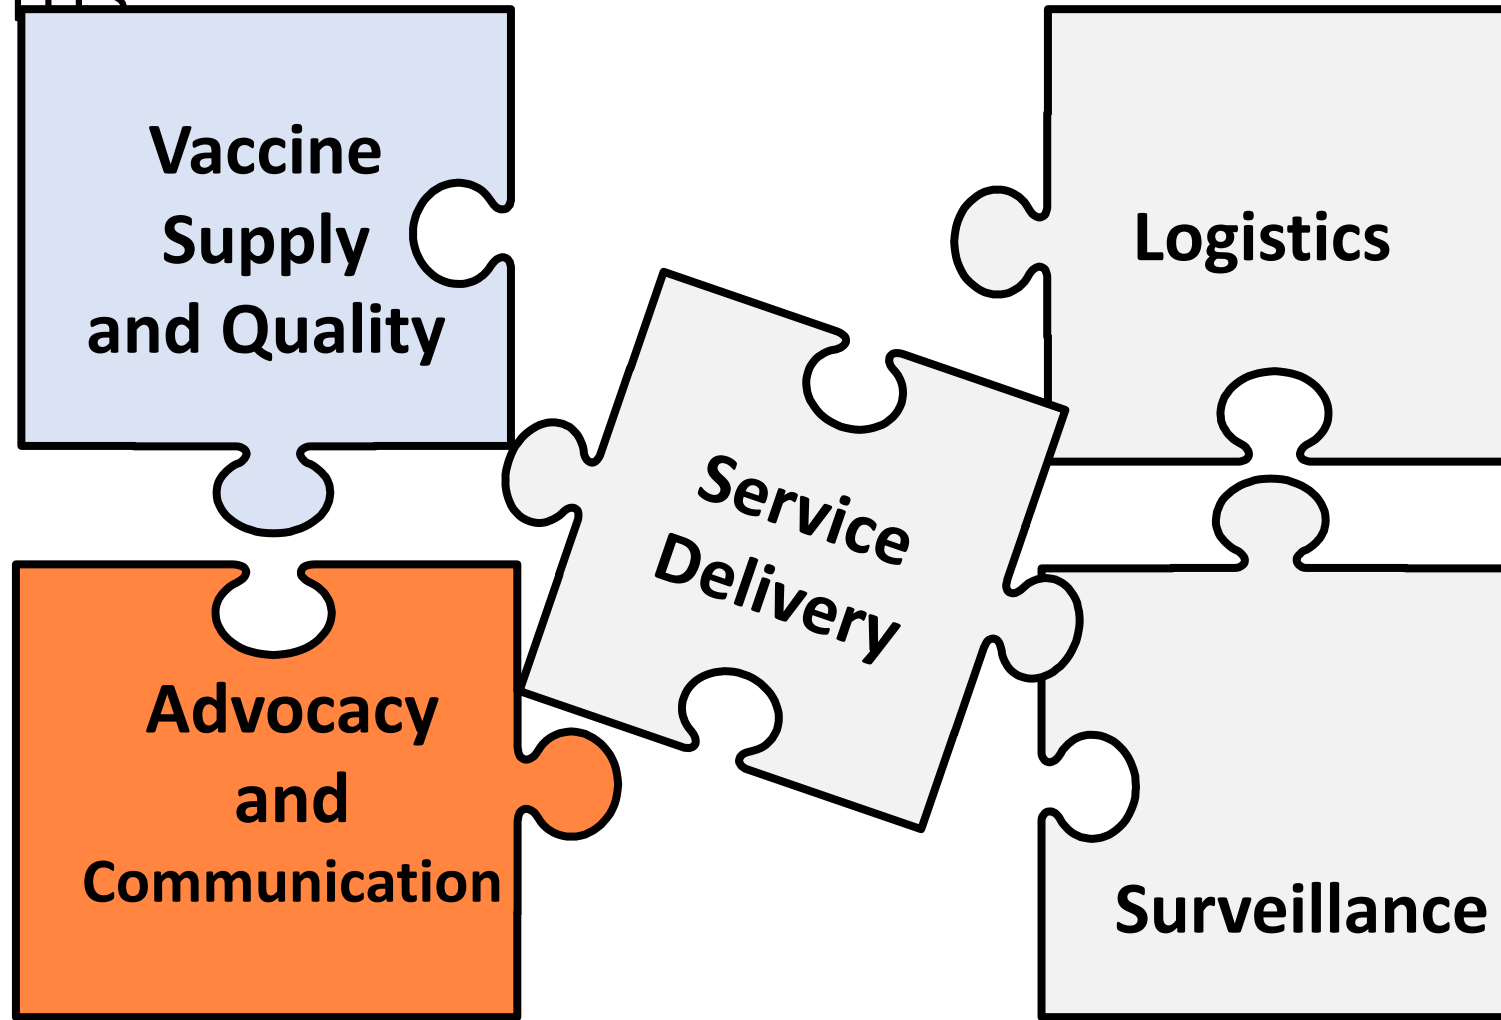 Vaccine
Supply
and Quality
Logistics
Service
Delivery
Advocacy
and
Communication
Surveillance